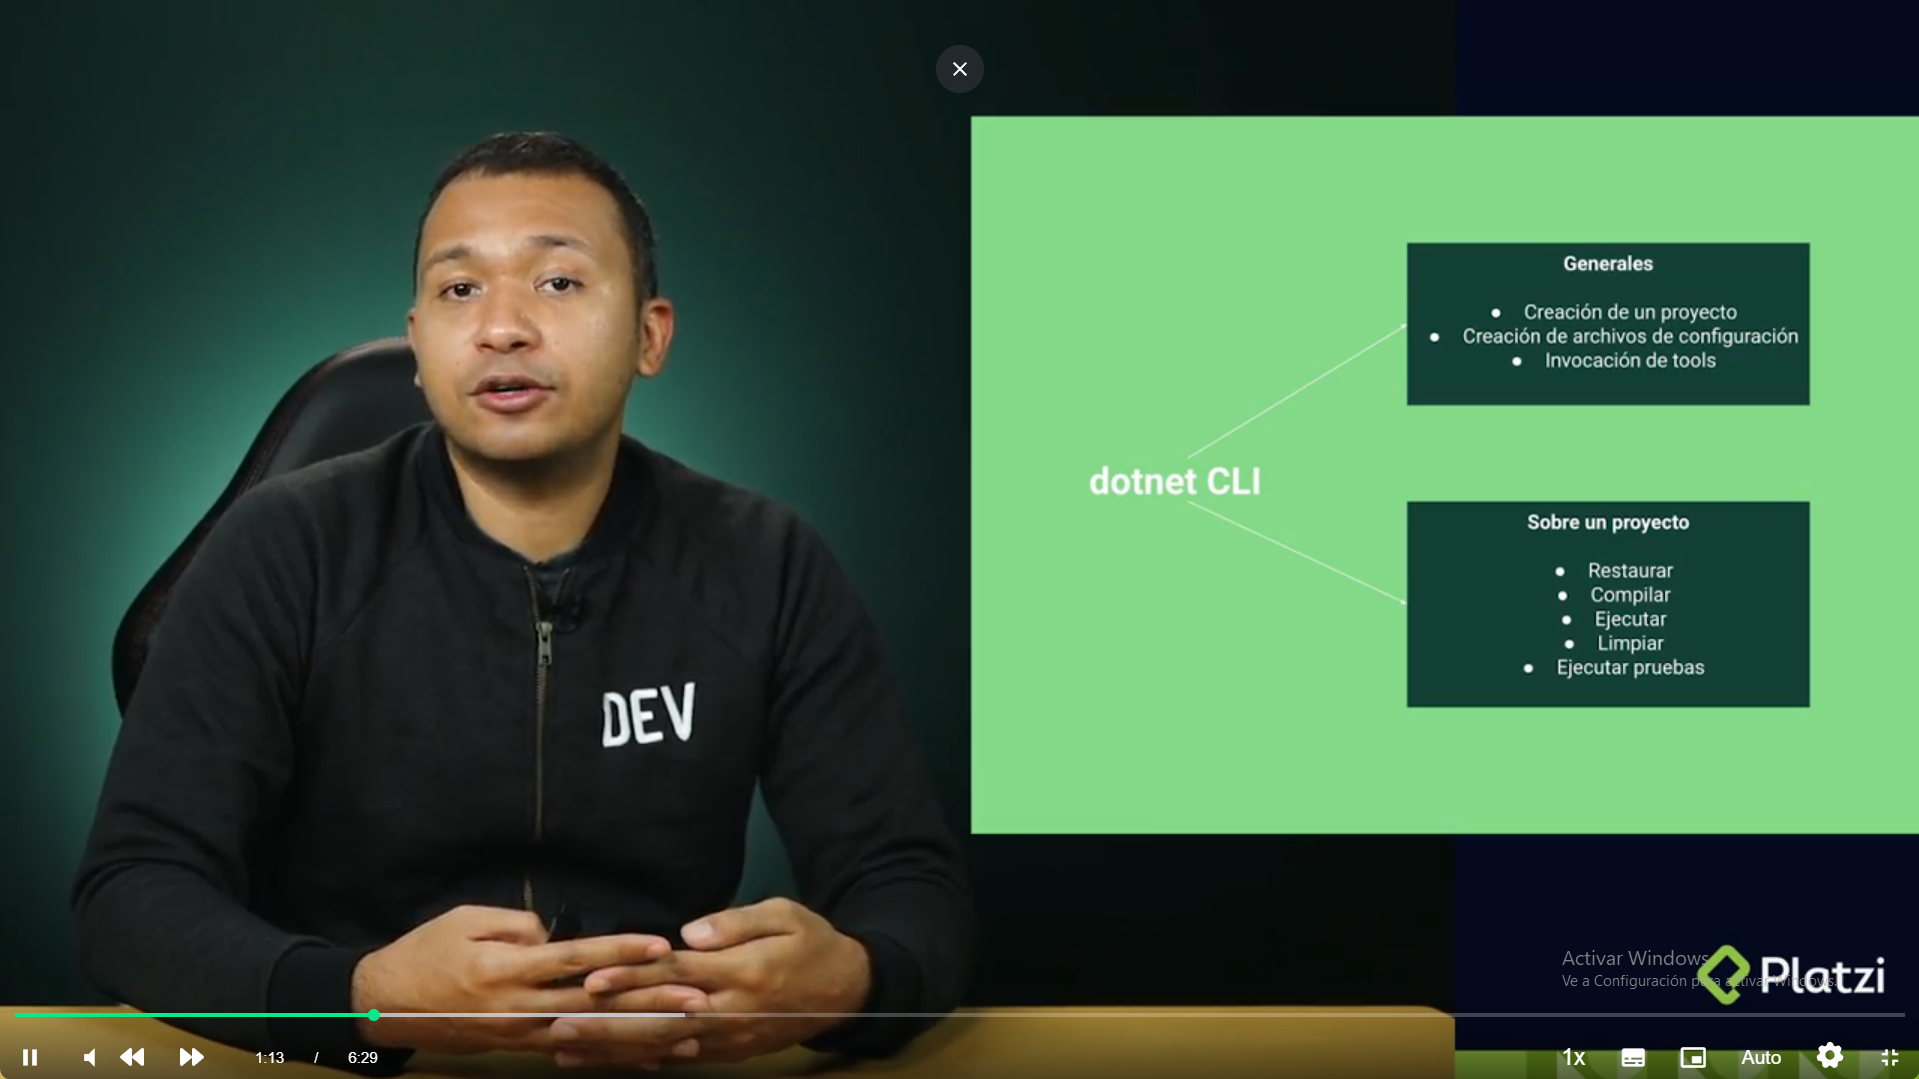 DEV
Generales
● Creación de un proyecto
● Creación de archivos de configuración
● Invocación de tools
dotnet CLI
Sobre un proyecto
● Restaurar
● Compilar
● Ejecutar
● Limpiar
● Ejecutar pruebas
Activar Windows
Ve a Configuración para activar Windows.
Platzi
1:13 / 6:29
1x
Auto